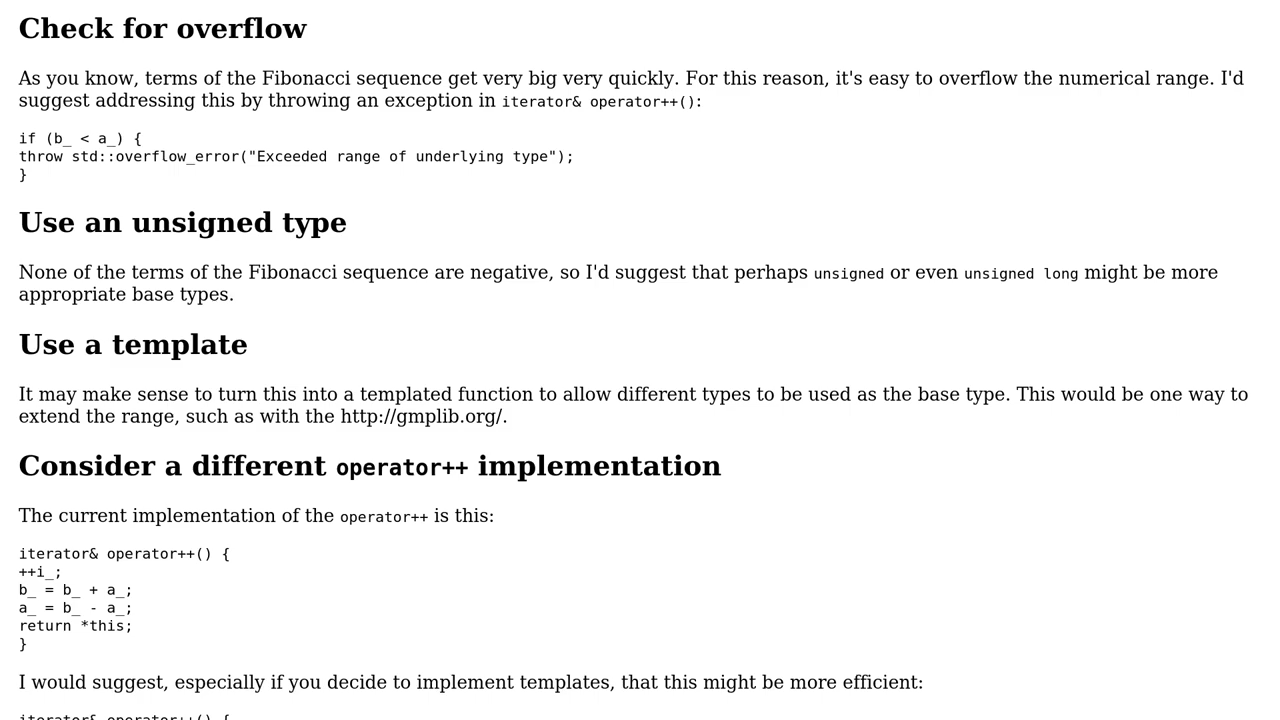 Check for overflow
As you know, terms of the Fibonacci sequence get very big very quickly. For this reason, it's easy to overflow the numerical range. I'd
suggest addressing this by throwing an exception in iterator& operator++():
if (b_ < a_) {
throw std::overflow_error("Exceeded range of underlying type");
}
Use an unsigned type
None of the terms of the Fibonacci sequence are negative, so I'd suggest that perhaps unsigned or even unsigned long might be more
appropriate base types.
Use a template
It may make sense to turn this into a templated function to allow different types to be used as the base type. This would be one way to
extend the range, such as with the http://gmplib.org/.
Consider a different operator++ implementation
The current implementation of the operator++ is this:
iterator& operator++() {
++i_;
b_ = b_ + a_;
a_ = b_ - a_;
return *this;
}
I would suggest, especially if you decide to implement templates, that this might be more efficient:
iterator& operator++() {